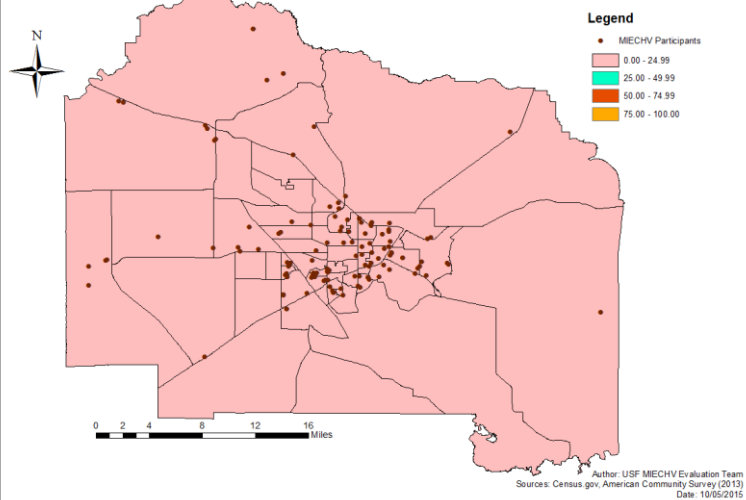 N
Legend
MIECHV Participants
0.00 - 24.99
25.00 - 49.99
50.00 - 74.99
75.00 - 100.00
0 2 4 8 12 16
Miles
Author: USF MIECHV Evaluation Team
Sources: Census.gov, American Community Survey (2013)
Date: 10/05/2015